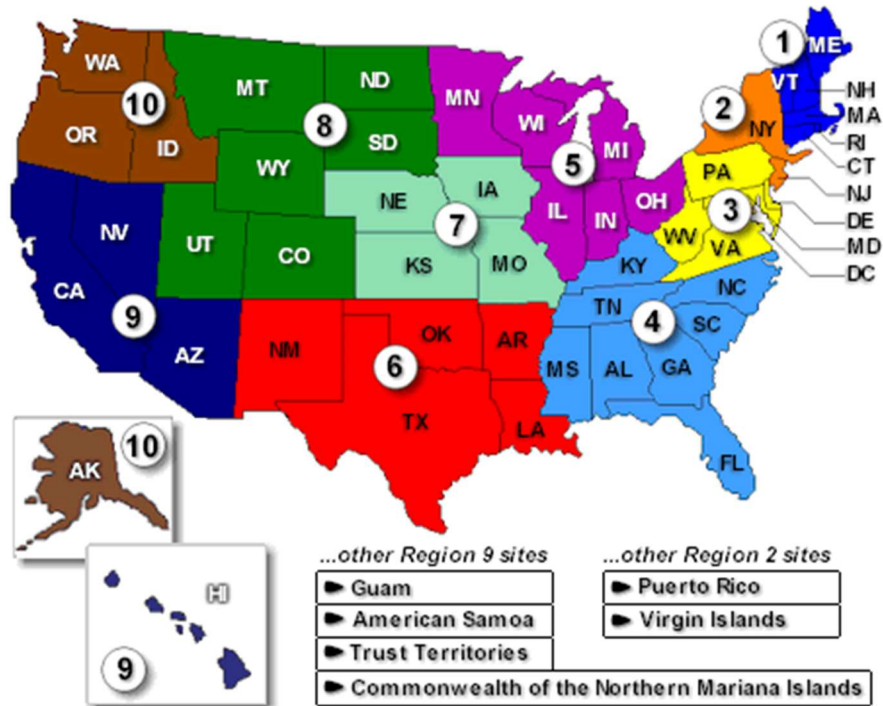 1
ME
WA
VT
MT
ND
MN
NH
10
2
MA
OR
8
WI
NY
RI
ID
SD
MI
CT
5
PA
WY
NJ
NE
IA
OH
3
DE
IL
IN
7
WV
NV
UT
VA
MD
CO
KS
MO
KY
DC
CA
NC
TN
9
4
SC
OK
AR
NM
AZ
6
MS
AL
GA
TX
LA
10
FL
AK
...other Region 9 sites
Guam
American Samoa
Trust Territories
Commonwealth of the Northern Mariana Islands
...other Region 2 sites
Puerto Rico
Virgin Islands
HI
9